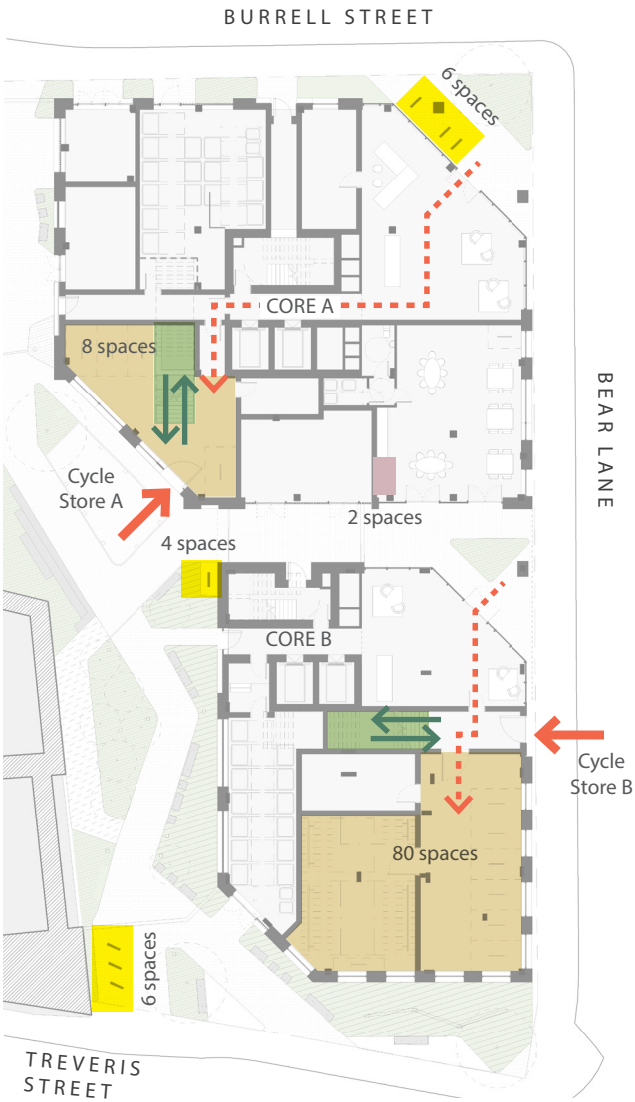 BURRELL STREET
6 spaces
CORE A
8 spaces
BEAR LANE
Cycle
Store A
2 spaces
4 spaces
CORE B
Cycle
Store B
80 spaces
6 spaces
TREVERIS
STREET